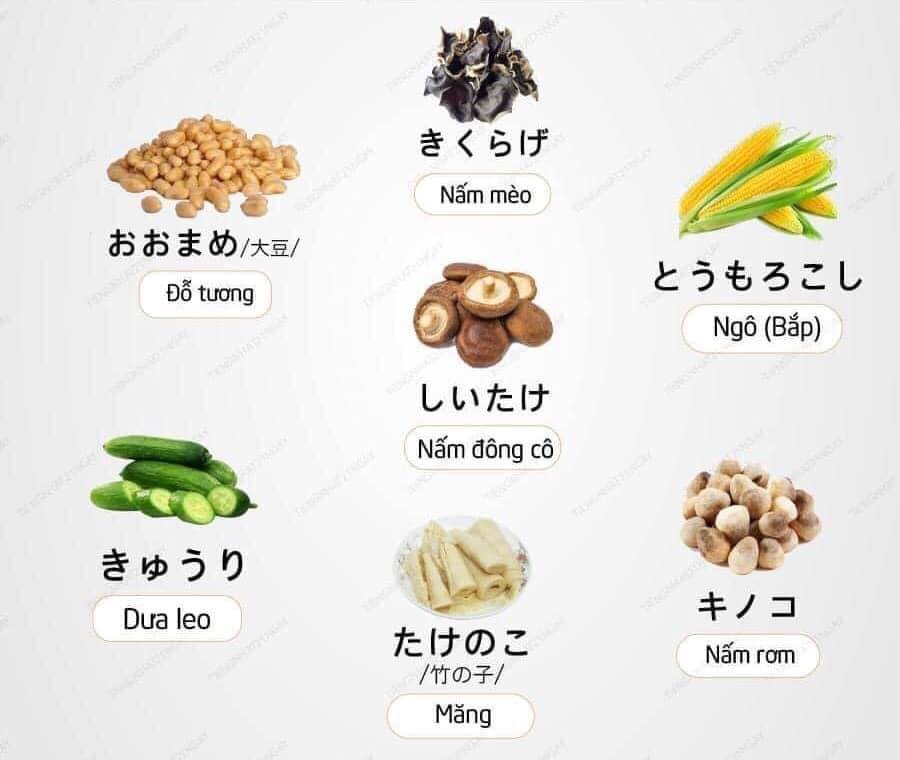 きくらげ
Nấm mèo
おおまめ/大豆/
Đỗ tương
とうもろこし
Ngô (Bắp)
しいたけ
Nấm đông cô
きゅうり
Dưa leo
たけのこ
/竹の子/
Măng
キノコ
Nấm rơm